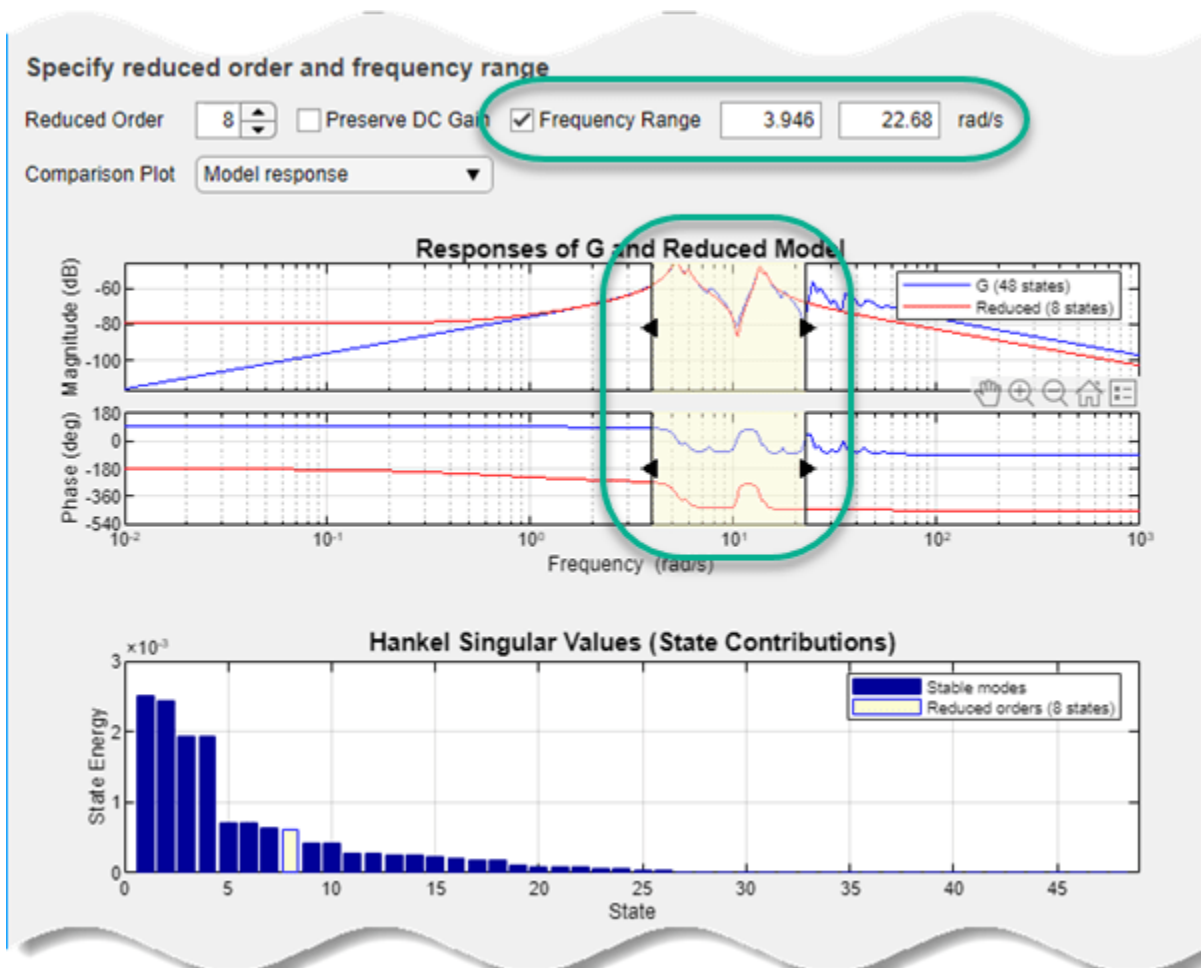 Specify reduced order and frequency range
Reduced Order 8 Preserve DC Gain Frequency Range 3.946 22.68 rad/s
Comparison Plot Model response
Responses of G and Reduced Model
Magnitude (dB)
-60
-80
-100
G (48 states)
Reduced (8 states)
Phase (deg)
180
0
-180
-360
-540
10-2 10-1 100 101 102 103
Frequency (rad/s)
Hankel Singular Values (State Contributions)
×10-3
State Energy
3
2
1
0
Stable modes
Reduced orders (8 states)
0 5 10 15 20 25 30 35 40 45
State